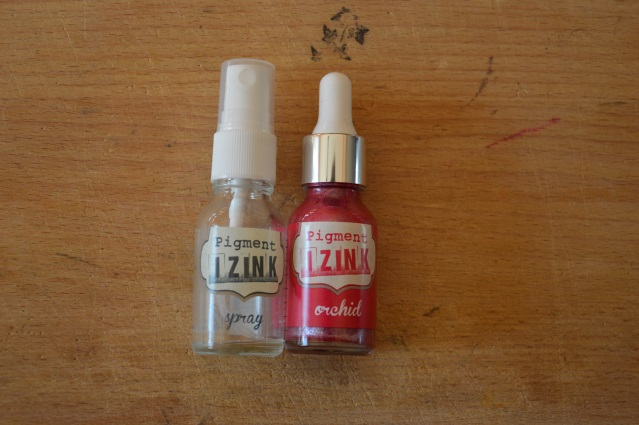 Pigment
IZINK
spray
Pigment
IZINK
orchid